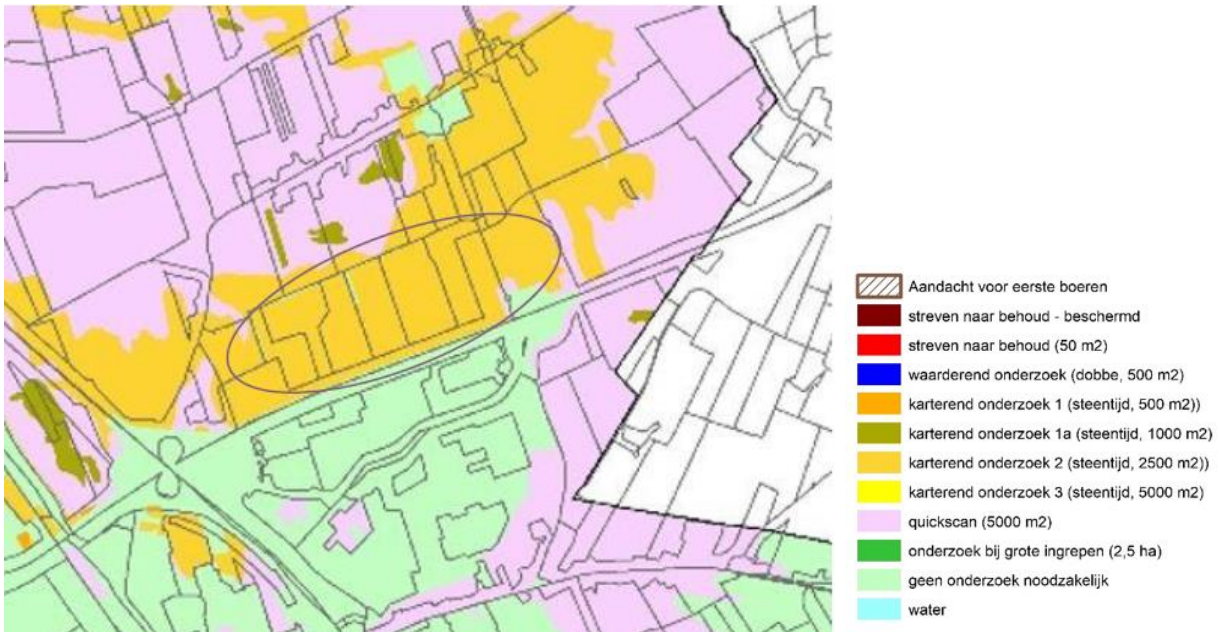 Aandacht voor eerste boeren
streven naar behoud - beschermd
streven naar behoud (50 m2)
waarderend onderzoek (dobbe, 500 m2)
karterend onderzoek 1 (steentijd, 500 m2))
karterend onderzoek 1a (steentijd, 1000 m2)
karterend onderzoek 2 (steentijd, 2500 m2))
karterend onderzoek 3 (steentijd, 5000 m2)
quickscan (5000 m2)
onderzoek bij grote ingrepen (2,5 ha)
geen onderzoek noodzakelijk
water